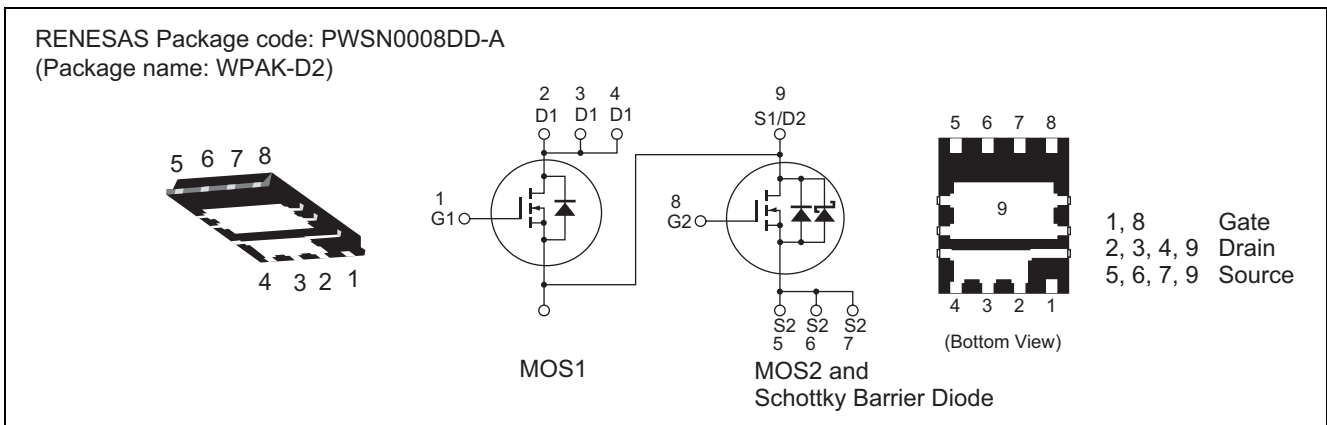 RENESAS Package code: PWSN0008DD-A
(Package name: WPAK-D2)
5 6 7 8
4 3 2 1
2 3 4
D1 D1 D1
1
G1
MOS1
9
S1/D2
8
G2
S2 S2 S2
5 6 7
MOS2 and
Schottky Barrier Diode
5 6 7 8
9
4 3 2 1
(Bottom View)
1, 8 Gate
2, 3, 4, 9 Drain
5, 6, 7, 9 Source